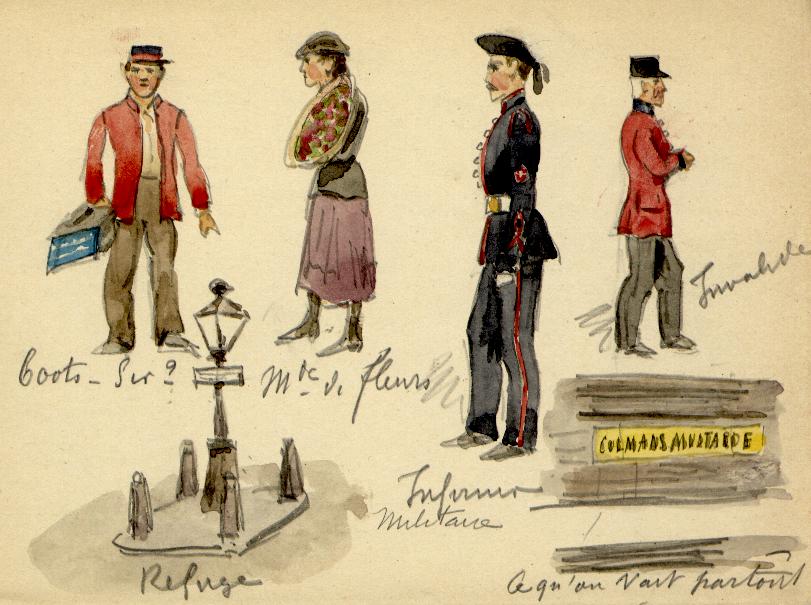 Boots - Sir?
Mde de fleurs
Invalide
COLMANS MUSTARDE
Infirmier
Militaire
Refuge
Ce qu'on voit partout